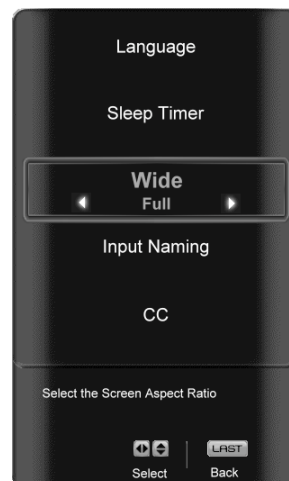 Language
Sleep Timer
Wide
Full
Input Naming
CC
Select the Screen Aspect Ratio
LAST
Select
Back